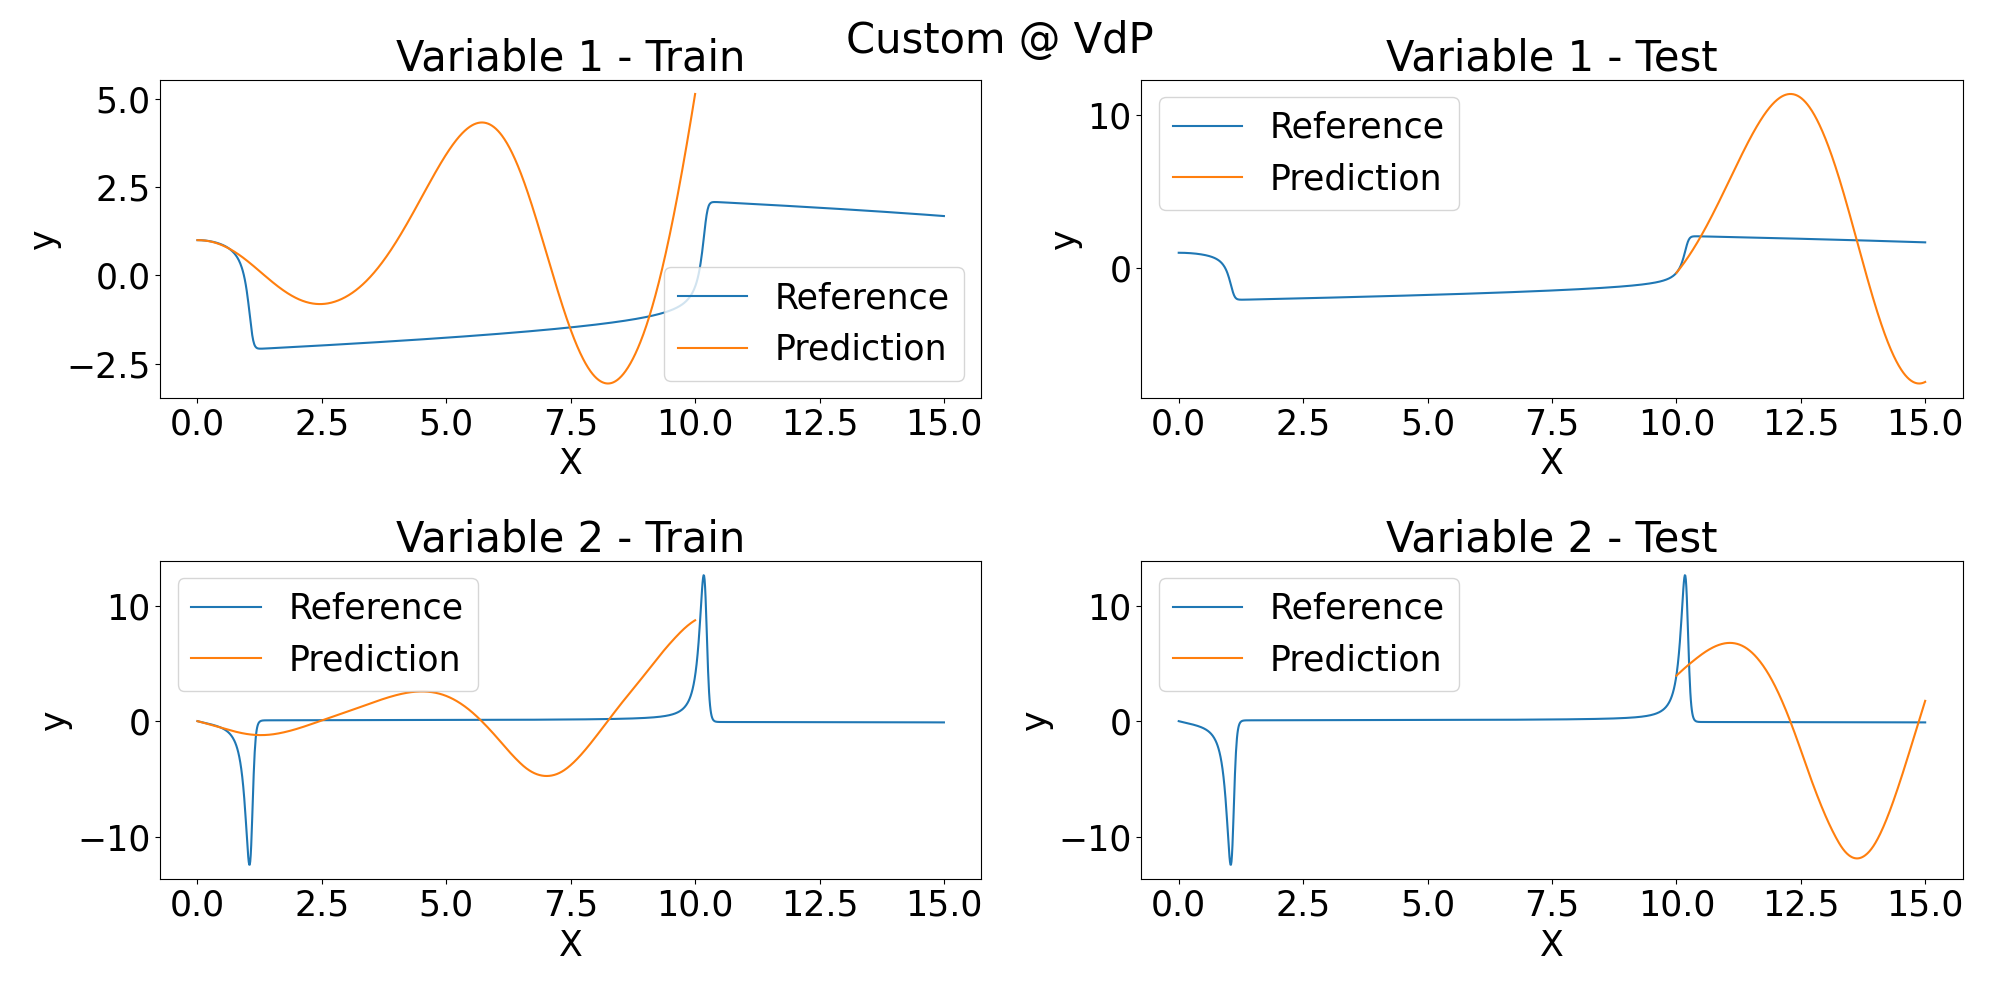 Custom @ VdP
Variable 1 - Train
5.0
2.5
0.0
−2.5
y
Reference
Prediction
0.0 2.5 5.0 7.5 10.0 12.5 15.0
X
Variable 1 - Test
10
0
y
Reference
Prediction
0.0 2.5 5.0 7.5 10.0 12.5 15.0
X
Variable 2 - Train
10
0
−10
y
Reference
Prediction
0.0 2.5 5.0 7.5 10.0 12.5 15.0
X
Variable 2 - Test
10
0
−10
y
Reference
Prediction
0.0 2.5 5.0 7.5 10.0 12.5 15.0
X